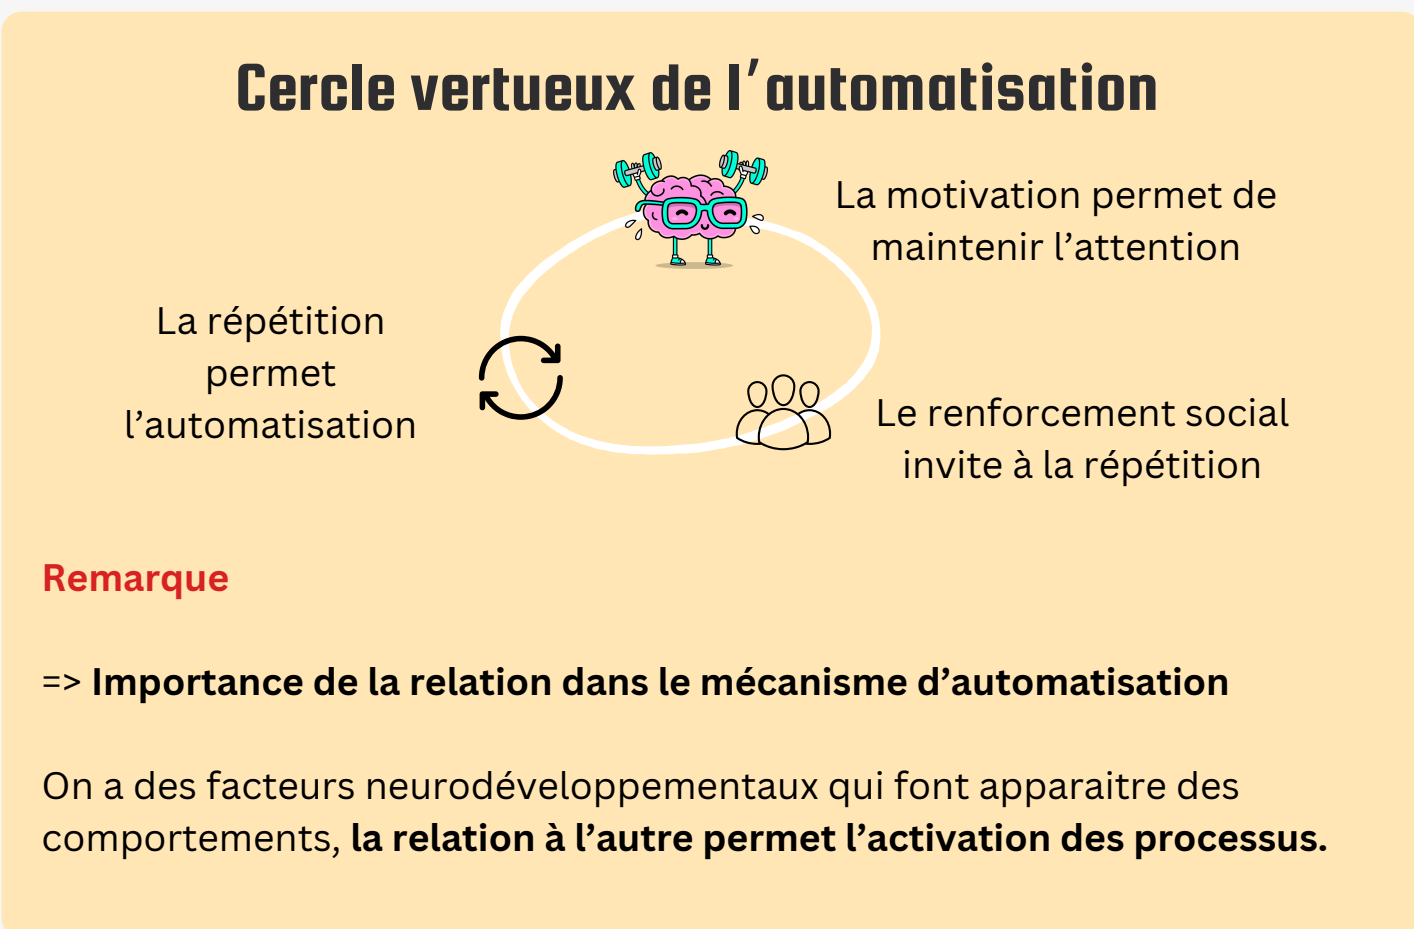 Cercle vertueux de l'automatisation
La motivation permet de
maintenir l’attention
La répétition
permet
l’automatisation
Le renforcement social
invite à la répétition
Remarque
=> Importance de la relation dans le mécanisme d’automatisation
On a des facteurs neurodéveloppementaux qui font apparaitre des
comportements, la relation à l’autre permet l’activation des processus.